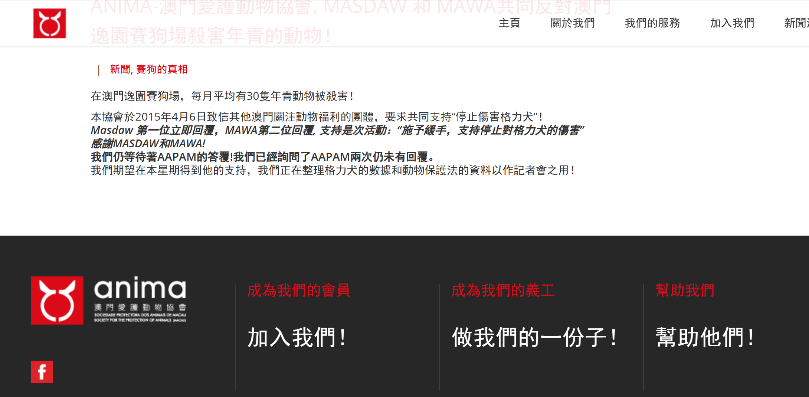 ANIMA-澳門愛護動物協會, MASDAW 和 MAWA共同反對澳門
逸園賽狗場殺害年青的動物！
主頁 關於我們 我們的服務 加入我們 新聞
| 新聞, 賽狗的真相
在澳門逸園賽狗場，每月平均有30隻年青動物被殺害！
本協會於2015年4月6日致信其他澳門關注動物福利的團體，要求共同支持“停止傷害格力犬”！
Masdaw 第一位立即回覆，MAWA第二位回覆, 支持是次活動：“施予緩手，支持停止對格力犬的傷害”
感謝MASDAW和MAWA!
我們仍等待著AAPAM的答覆!我們已經詢問了AAPAM兩次仍未有回覆。
我們期望在本星期得到他的支持，我們正在整理格力犬的數據和動物保護法的資料以作記者會之用！
anima
澳門愛護動物協會
SOCIEDADE PROTECTORA DOS ANIMAIS DE MACAU
SOCIETY FOR THE PROTECTION OF ANIMALS (MACAU)
成為我們的會員
加入我們！
成為我們的義工
做我們的一份子！
幫助我們
幫助他們！
f